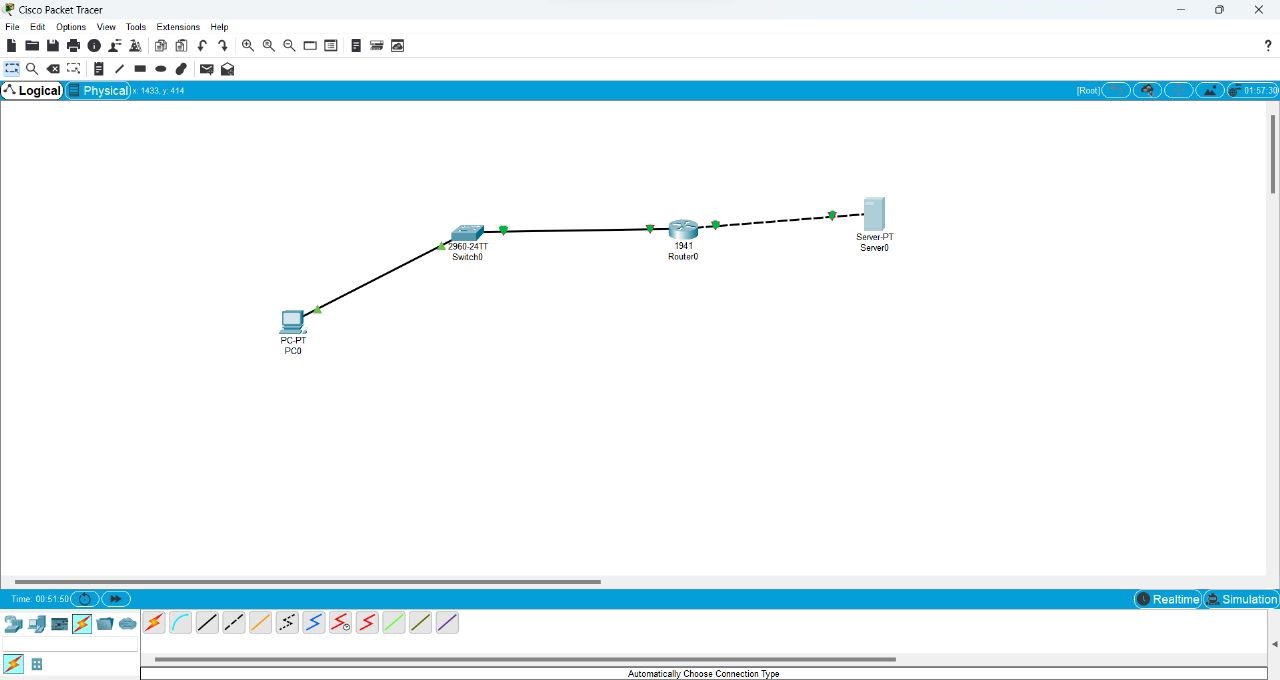 Cisco Packet Tracer
File Edit Options View Tools Extensions Help
?
Logical Physical x: 1433, y: 414 [Root] 01:57:30
2960-24TT
Switch0
1941
Router0
Server-PT
Server0
PC-PT
PC0
Time: 00:51:50 Realtime Simulation
Automatically Choose Connection Type